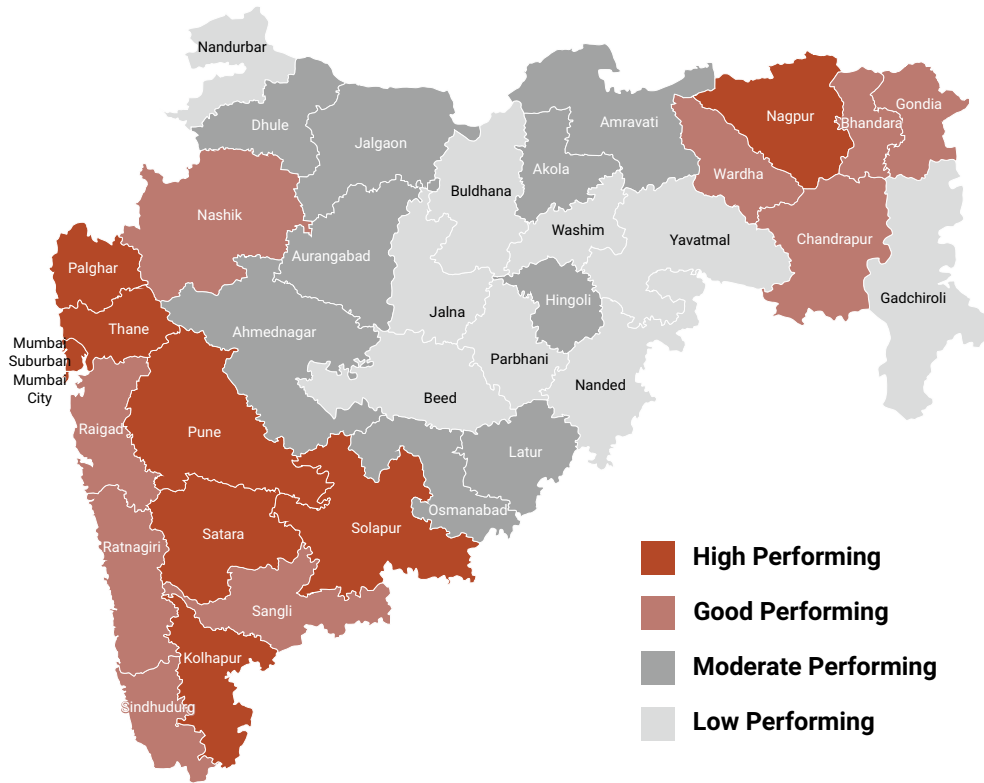 Nandurbar
Dhule
Jalgaon
Amravati
Nagpur
Bhandara
Gondia
Akola
Wardha
Buldhana
Nashik
Washim
Yavatmal
Chandrapur
Aurangabad
Palghar
Gadchiroli
Hingoli
Jalna
Thane
Ahmednagar
Mumbai
Suburban
Mumbai
City
Parbhani
Nanded
Beed
Raigad
Pune
Latur
Osmanabad
Solapur
Satara
Ratnagiri
Sangli
Kolhapur
Sindhudurg
High Performing
Good Performing
Moderate Performing
Low Performing